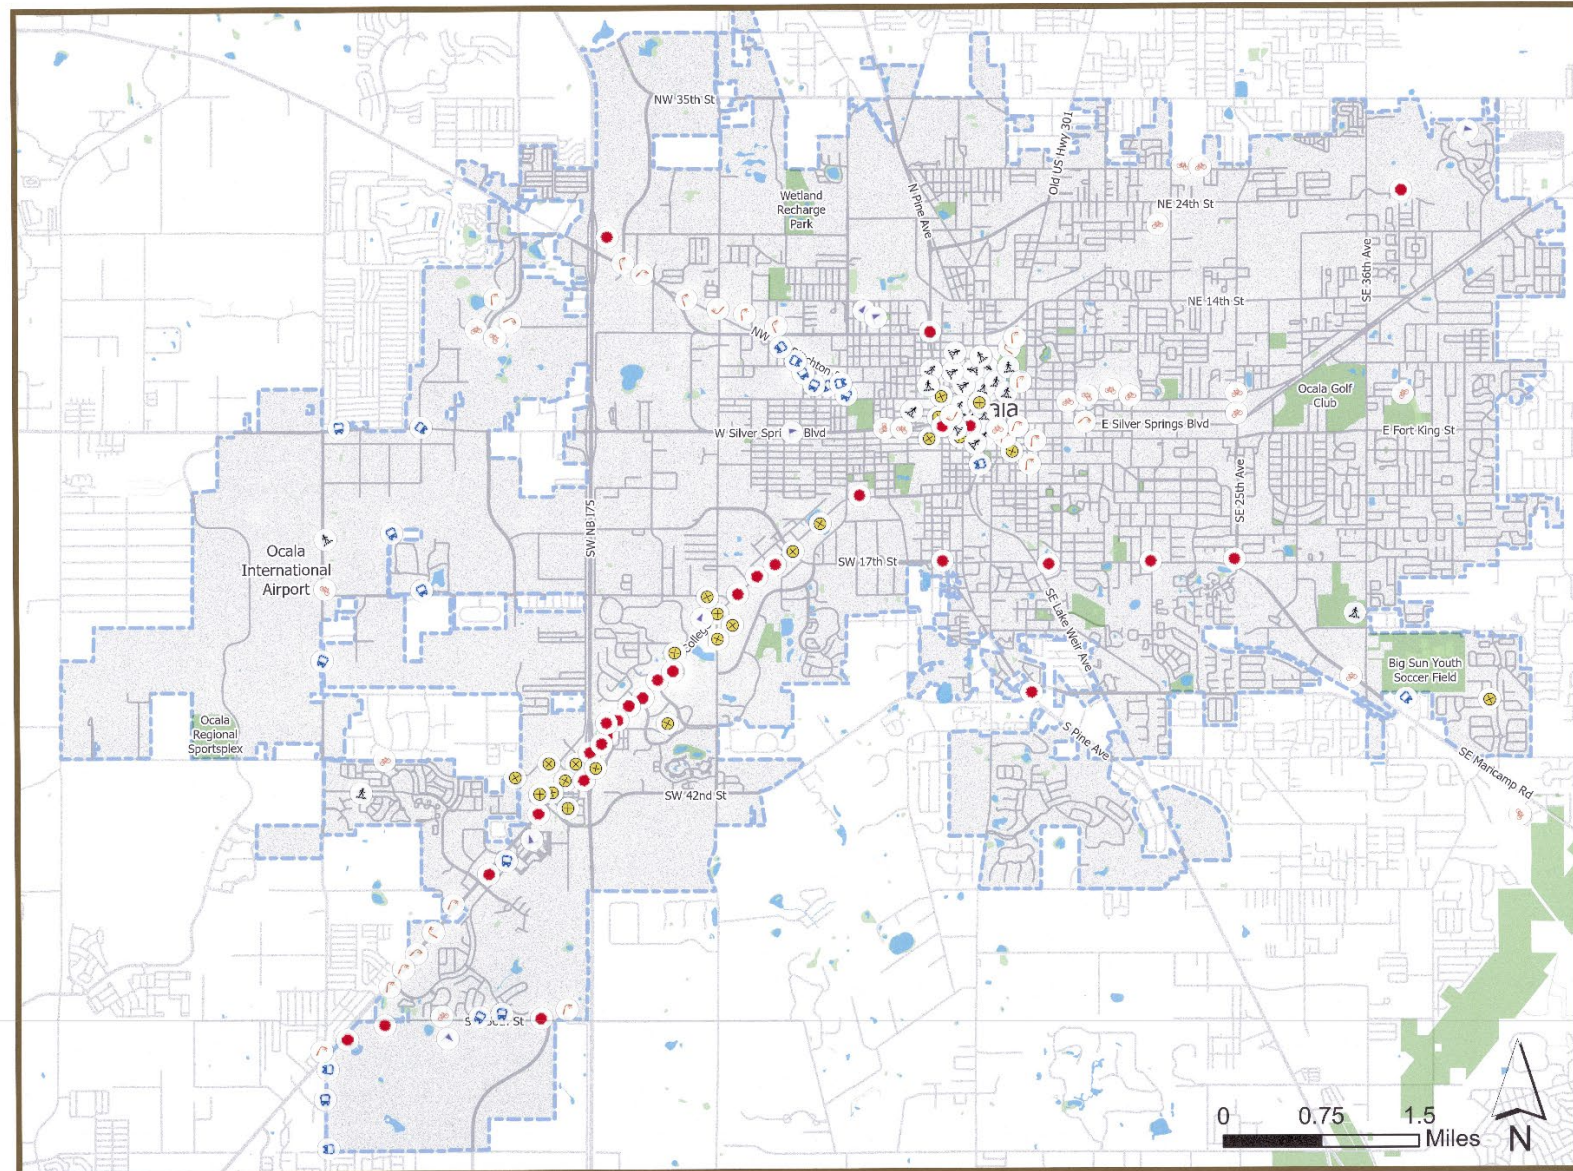 NW 35th St
Old US Hwy 301
Wetland
Recharge
Park
N Pine Ave
NE 24th St
SE 36th Ave
NE 14th St
NW
Ocala Golf
Club
W Silver Spri
Blvd
E Silver Springs Blvd
E Fort King St
SE 25th Ave
SW NB I75
Ocala
International
Airport
SW 17th St
SE Lake Weir Ave
College
Big Sun Youth
Soccer Field
Ocala
Regional
Sportsplex
S Pine Ave
SE Maricamp Rd
SW 42nd St
0 0.75 1.5
Miles
N